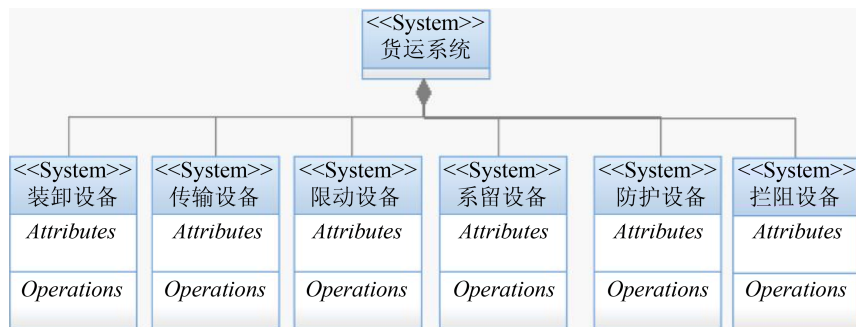 <<System>>
货运系统
<<System>> <<System>> <<System>> <<System>> <<System>> <<System>>
装卸设备 传输设备 限动设备 系留设备 防护设备 拦阻设备
Attributes Attributes Attributes Attributes Attributes Attributes
Operations Operations Operations Operations Operations Operations